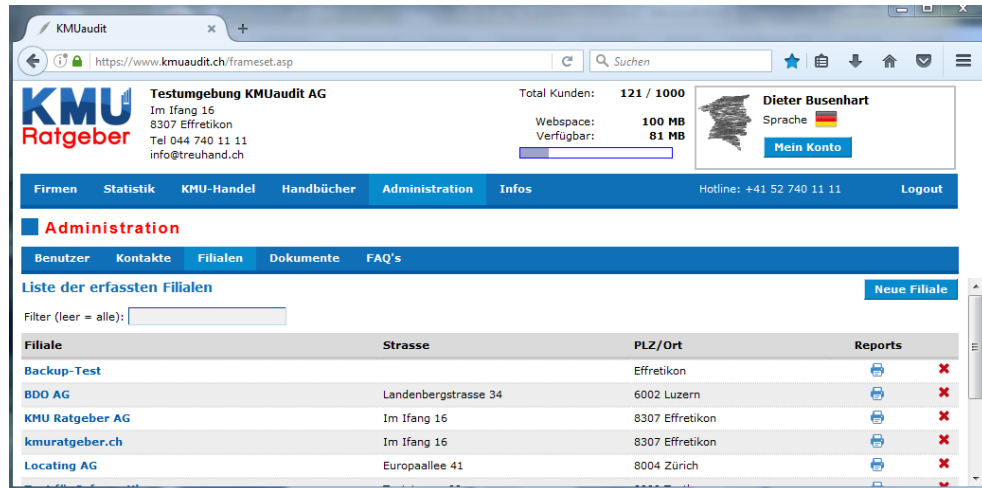 KMUaudit
https://www.kmuaudit.ch/frameset.asp
Suchen
KMU
Ratgeber
Testumgebung KMUaudit AG
Im Ifang 16
8307 Effretikon
Tel 044 740 11 11
info@treuhand.ch
Total Kunden: 121 / 1000
Webspace: 100 MB
Verfügbar: 81 MB
Dieter Busenhart
Sprache
Mein Konto
Firmen Statistik KMU-Handel Handbücher Administration Infos Hotline: +41 52 740 11 11 Logout
Administration
Benutzer Kontakte Filialen Dokumente FAQ's
Liste der erfassten Filialen Neue Filiale
Filter (leer = alle):
Filiale Strasse PLZ/Ort Reports
Backup-Test Effretikon
BDO AG Landenbergstrasse 34 6002 Luzern
KMU Ratgeber AG Im Ifang 16 8307 Effretikon
kmuratgeber.ch Im Ifang 16 8307 Effretikon
Locating AG Europaallee 41 8004 Zürich